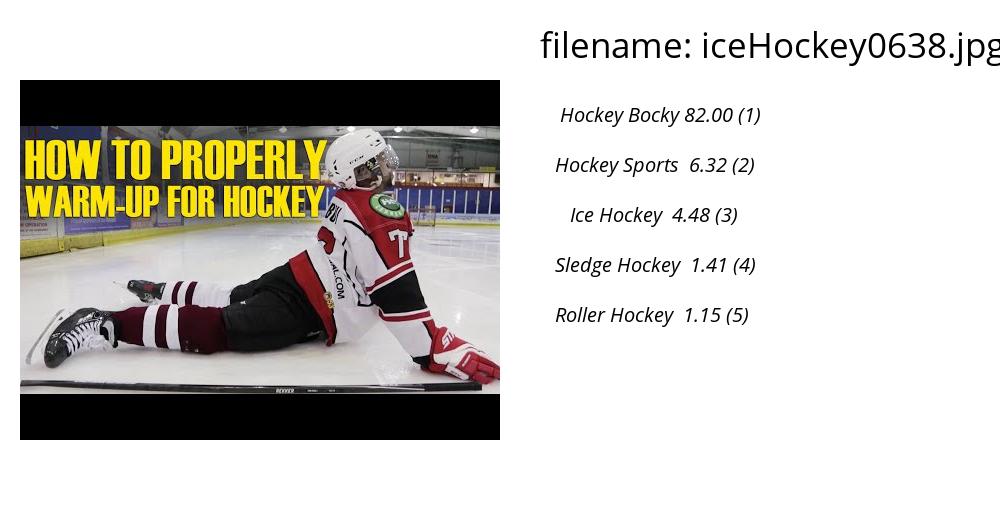 filename: iceHockey0638.jpg
Hockey Bocky 82.00 (1)
Hockey Sports 6.32 (2)
Ice Hockey 4.48 (3)
Sledge Hockey 1.41 (4)
Roller Hockey 1.15 (5)
HOW TO PROPERLY
WARM-UP FOR HOCKEY